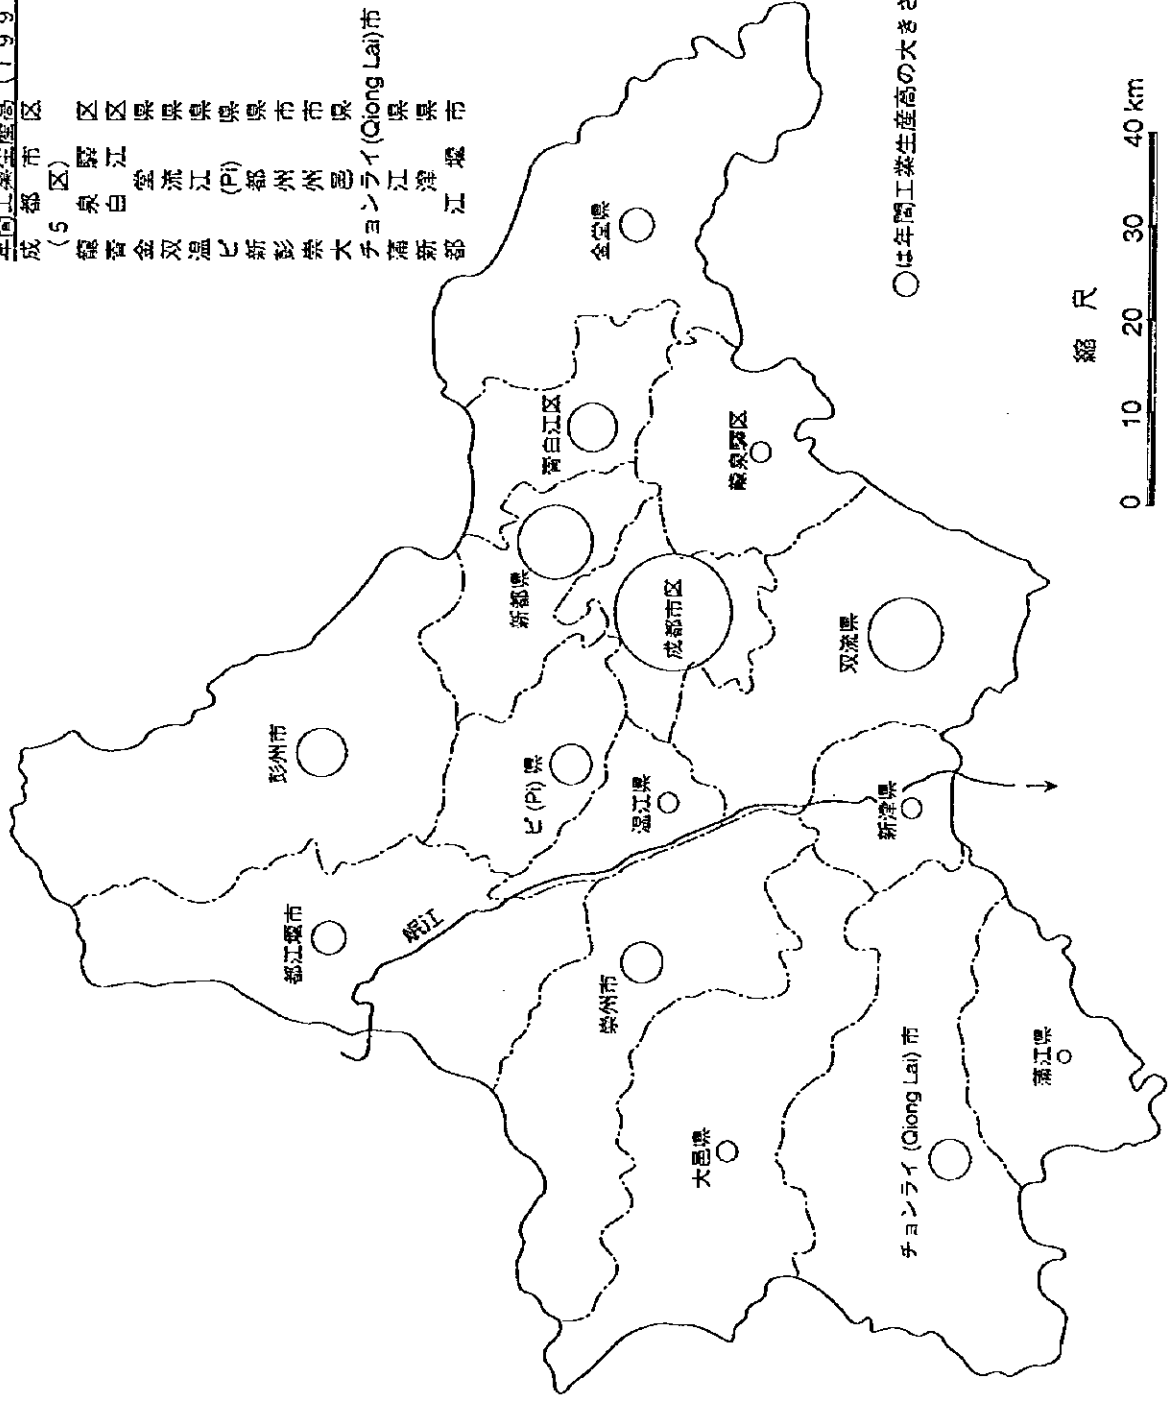 年間工業生産高(199
成都市区
(5区)
龍泉驛区
青白江区
金堂県
双流県
温江県
ピ(Pi)県
新都県
彭州市
崇州市
大邑県
チョンライ(Qiong Lai)市
蒲江県
新津県
都江堰市
彭州市
都江堰市
岷江
新都県
青白江区
金堂県
ピ(Pi)県
温江県
成都市区
龍泉驛区
崇州市
大邑県
双流県
新津県
チョンライ(Qiong Lai)市
蒲江県
○は年間工業生産高の大きさ
縮尺
0 10 20 30 40 km